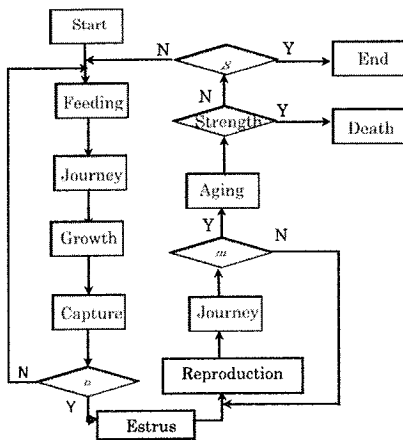 Start
N
S
Y
End
Feeding
N
Strength
Y
Death
Journey
Aging
Growth
Y
m
N
Capture
Journey
N
n
Reproduction
Y
Estrus